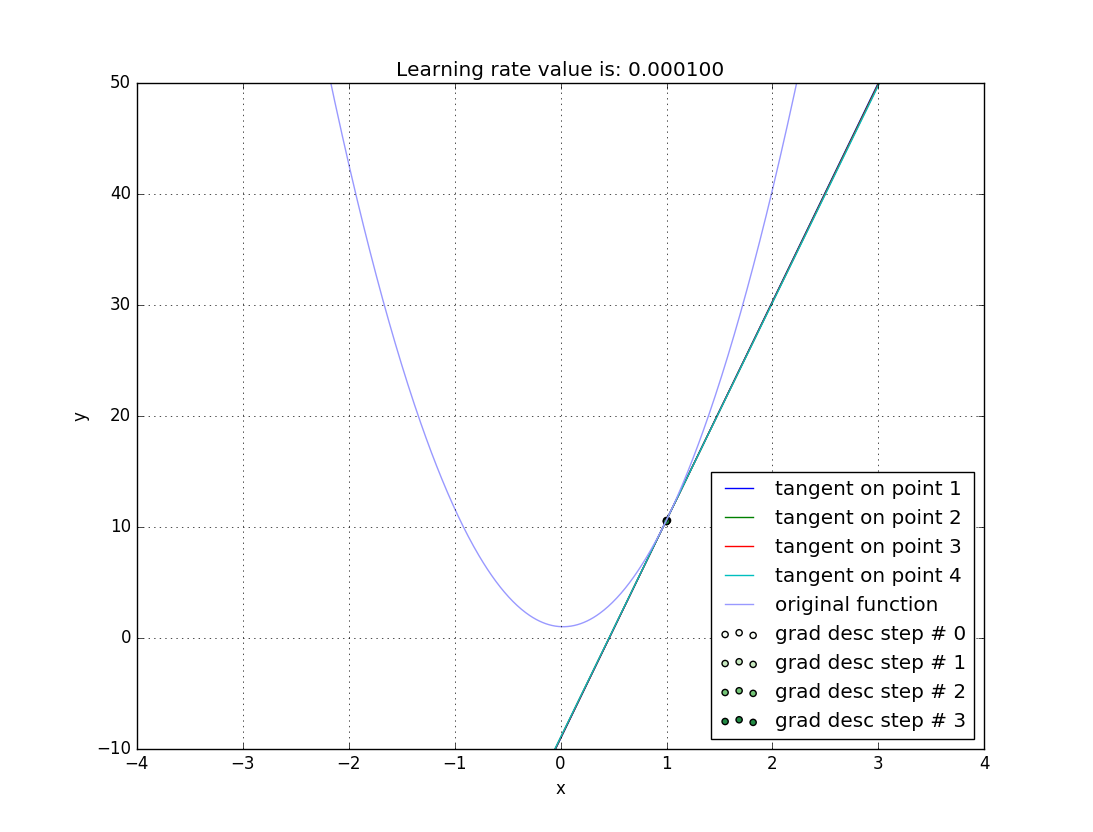 Learning rate value is: 0.000100
50
40
30
20
10
0
−10
y
−4 −3 −2 −1 0 1 2 3 4
x
tangent on point 1
tangent on point 2
tangent on point 3
tangent on point 4
original function
grad desc step # 0
grad desc step # 1
grad desc step # 2
grad desc step # 3